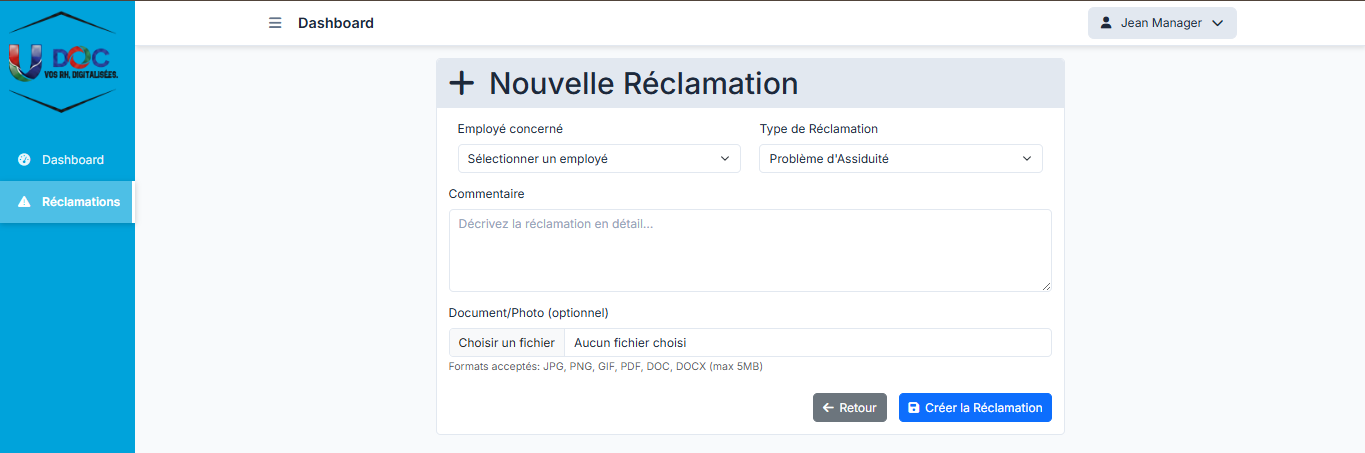 U DOC
VOS RH, DIGITALISÉES.
Dashboard
Jean Manager
Dashboard
Réclamations
Nouvelle Réclamation
Employé concerné
Type de Réclamation
Sélectionner un employé
Problème d'Assiduité
Commentaire
Décrivez la réclamation en détail...
Document/Photo (optionnel)
Choisir un fichier
Aucun fichier choisi
Formats acceptés: JPG, PNG, GIF, PDF, DOC, DOCX (max 5MB)
Retour
Créer la Réclamation